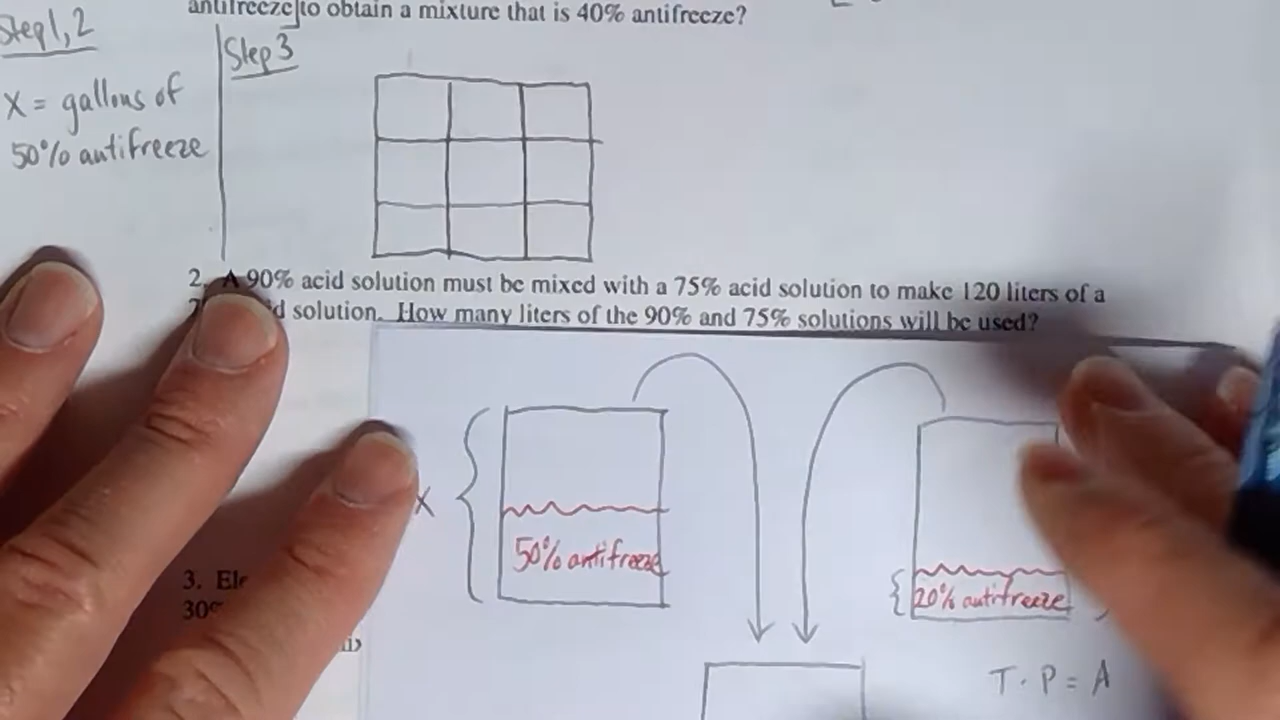 antifreeze] to obtain a mixture that is 40% antifreeze?
Step 1, 2
Step 3
X = gallons of
50% antifreeze
2. A 90% acid solution must be mixed with a 75% acid solution to make 120 liters of a
solution. How many liters of the 90% and 75% solutions will be used?
X
50% antifreeze
20% antifreeze
3.
T · P = A